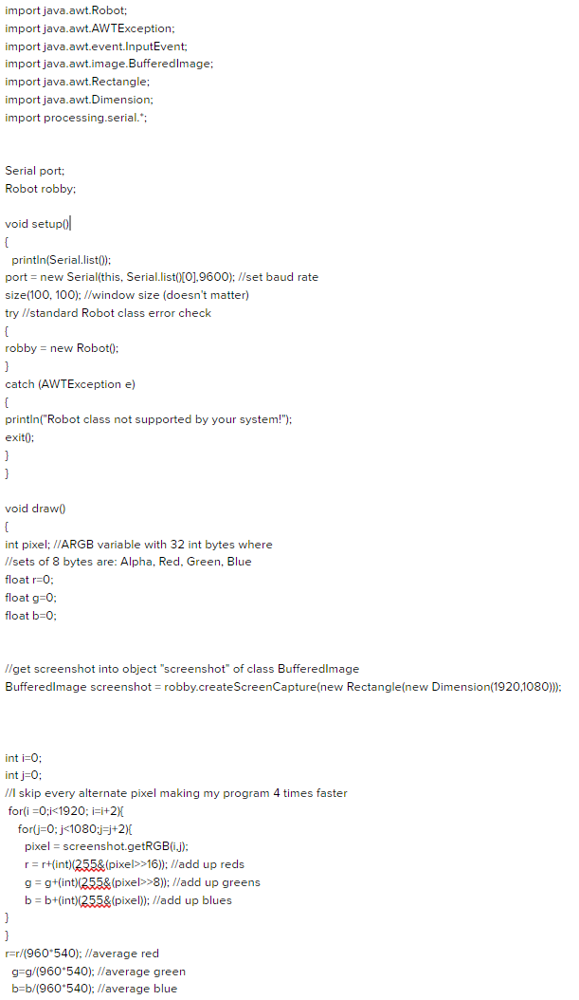 import java.awt.Robot;
import java.awt.AWTException;
import java.awt.event.InputEvent;
import java.awt.image.BufferedImage;
import java.awt.Rectangle;
import java.awt.Dimension;
import processing.serial.*;
Serial port;
Robot robby;
void setup()
{
println(Serial.list());
port = new Serial(this, Serial.list()[0],9600); //set baud rate
size(100, 100); //window size (doesn't matter)
try //standard Robot class error check
{
robby = new Robot();
}
catch (AWTException e)
{
println("Robot class not supported by your system!");
exit();
}
}
void draw()
{
int pixel; //ARGB variable with 32 int bytes where
//sets of 8 bytes are: Alpha, Red, Green, Blue
float r=0;
float g=0;
float b=0;
//get screenshot into object "screenshot" of class BufferedImage
BufferedImage screenshot = robby.createScreenCapture(new Rectangle(new Dimension(1920,1080)));
int i=0;
int j=0;
//I skip every alternate pixel making my program 4 times faster
for(i =0;i<1920; i=i+2){
for(j=0; j<1080;j=j+2){
pixel = screenshot.getRGB(i,j);
r = r+(int)(255&(pixel>>16)); //add up reds
g = g+(int)(255&(pixel>>8)); //add up greens
b = b+(int)(255&(pixel)); //add up blues
}
}
r=r/(960*540); //average red
g=g/(960*540); //average green
b=b/(960*540); //average blue